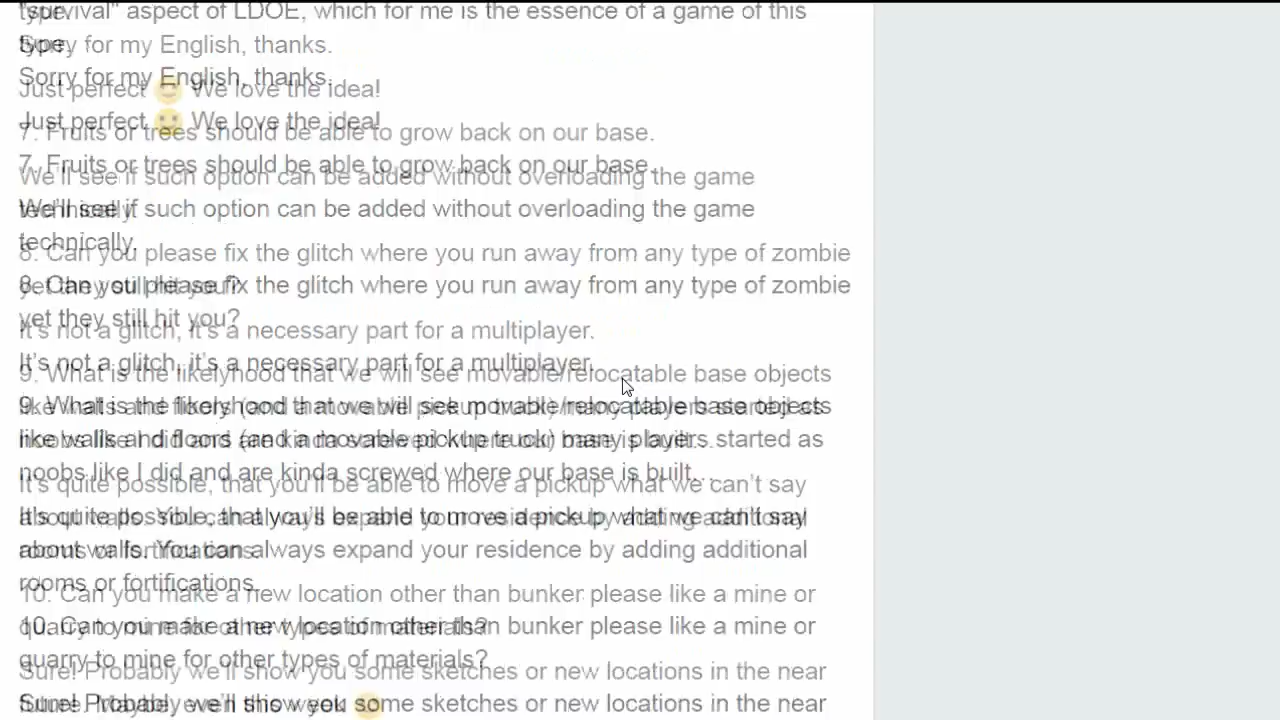 "survival" aspect of LDOE, which for me is the essence of a game of this
type.
Sorry for my English, thanks.
Just perfect 🙂 We love the idea!
7. Fruits or trees should be able to grow back on our base.
We'll see if such option can be added without overloading the game
technically.
8. Can you please fix the glitch where you run away from any type of zombie
yet they still hit you?
It's not a glitch, it's a necessary part for a multiplayer.
9. What is the likelyhood that we will see movable/relocatable base objects
like walls and floors (and a movable pickup truck) many players started as
noobs like I did and are kinda screwed where our base is built...
It's quite possible, that you'll be able to move a pickup what we can't say
about walls. You can always expand your residence by adding additional
rooms or fortifications.
10. Can you make a new location other than bunker please like a mine or
quarry to mine for other types of materials?
Sure! Probably we'll show you some sketches or new locations in the near
future. Maybe even this week 🙂